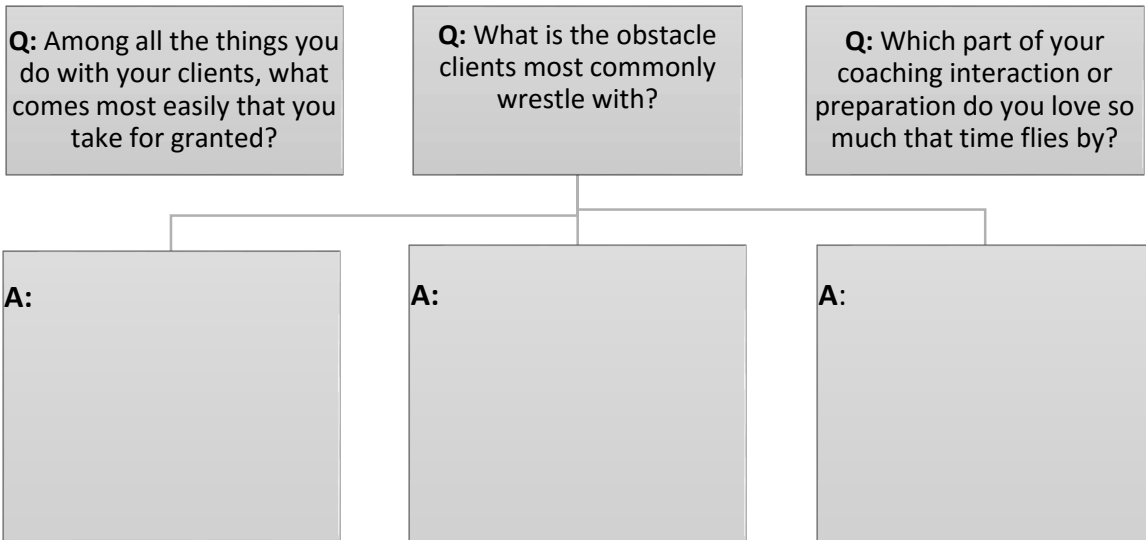 Q: Among all the things you
do with your clients, what
comes most easily that you
take for granted?
Q: What is the obstacle
clients most commonly
wrestle with?
Q: Which part of your
coaching interaction or
preparation do you love so
much that time flies by?
A:
A:
A: